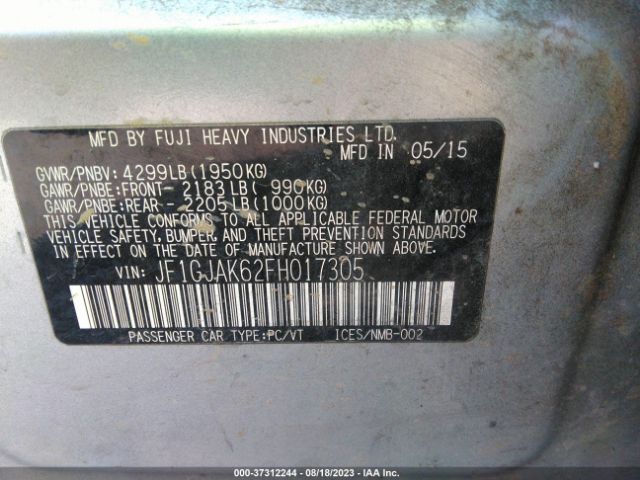 MFD BY FUJI HEAVY INDUSTRIES LTD.
MFD IN 05/15
GVWR/PNBV: 4299LB(1950KG)
GAWR/PNBE:FRONT- 2183LB( 990KG)
GAWR/PNBE:REAR- 2205LB(1000KG)
THIS VEHICLE CONFORMS TO ALL APPLICABLE FEDERAL MOTOR
VEHICLE SAFETY, BUMPER, AND THEFT PREVENTION STANDARDS
IN EFFECT ON THE DATE OF MANUFACTURE SHOWN ABOVE.
VIN: JF1GJAK62FH017305
PASSENGER CAR TYPE:PC/VT ICES/NMB-002
000-37312244 - 08/18/2023 - IAA Inc.